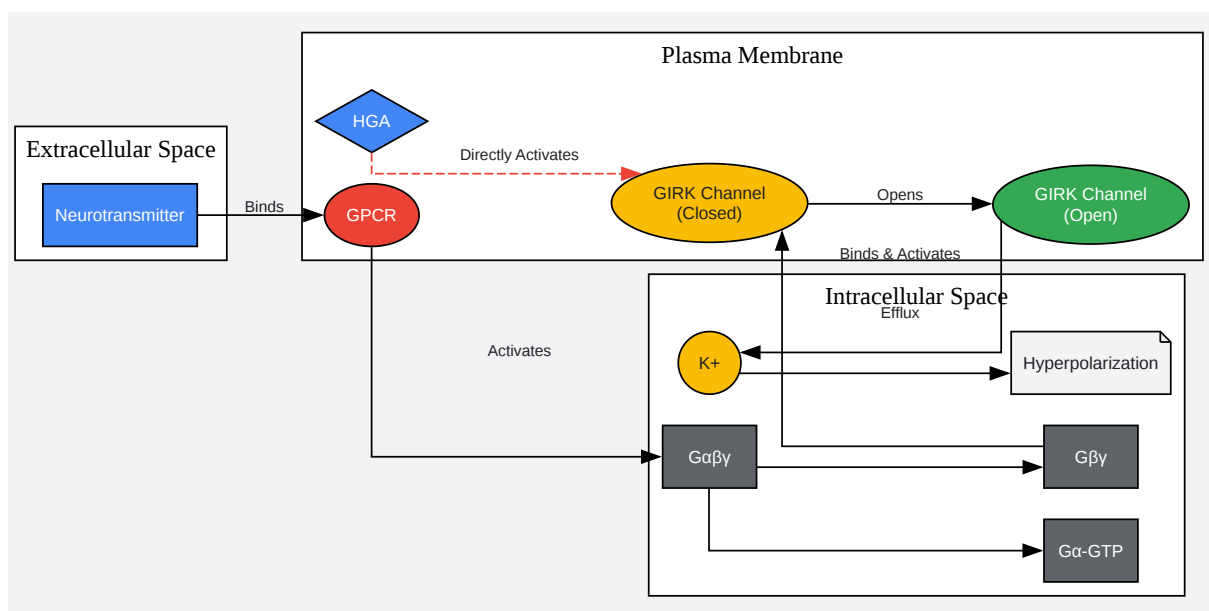 Plasma Membrane
HGA
Directly Activates
Extracellular Space
Neurotransmitter
Binds
GPCR
GIRK Channel
(Closed)
Opens
GIRK Channel
(Open)
Binds & Activates
Intracellular Space
Efflux
Activates
K+
Hyperpolarization
Gαβγ
Gβγ
Gα-GTP